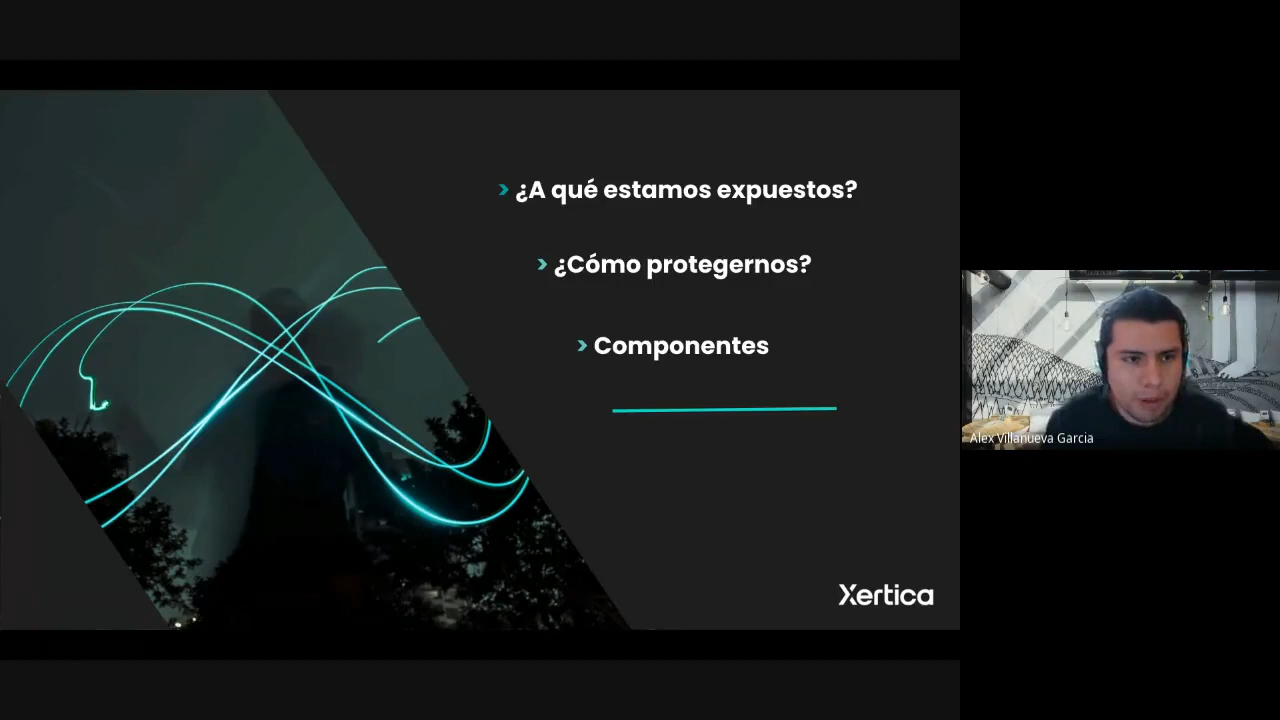 > ¿A qué estamos expuestos?
> ¿Cómo protegernos?
> Componentes
Alex Villanueva Garcia
Xertica